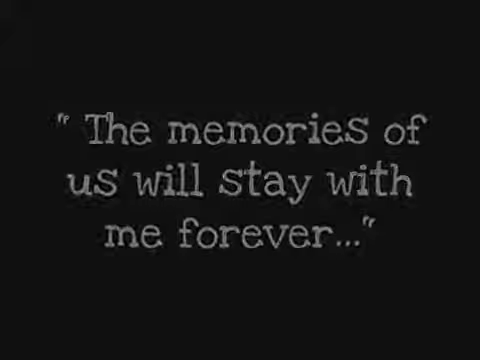 " The memories of
us will stay with
me forever..."